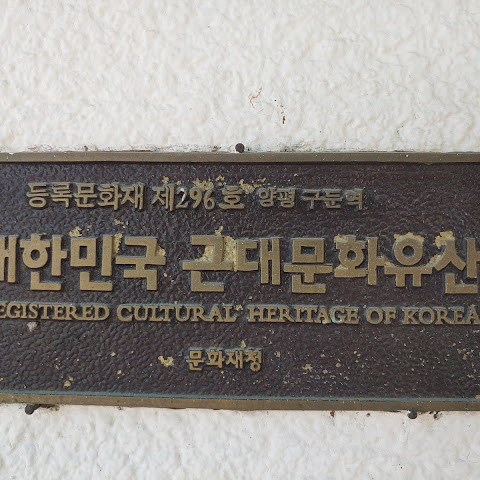 등록문화재 제296호 양평 구둔역
대한민국 근대문화유산
REGISTERED CULTURAL HERITAGE OF KOREA
문화재청